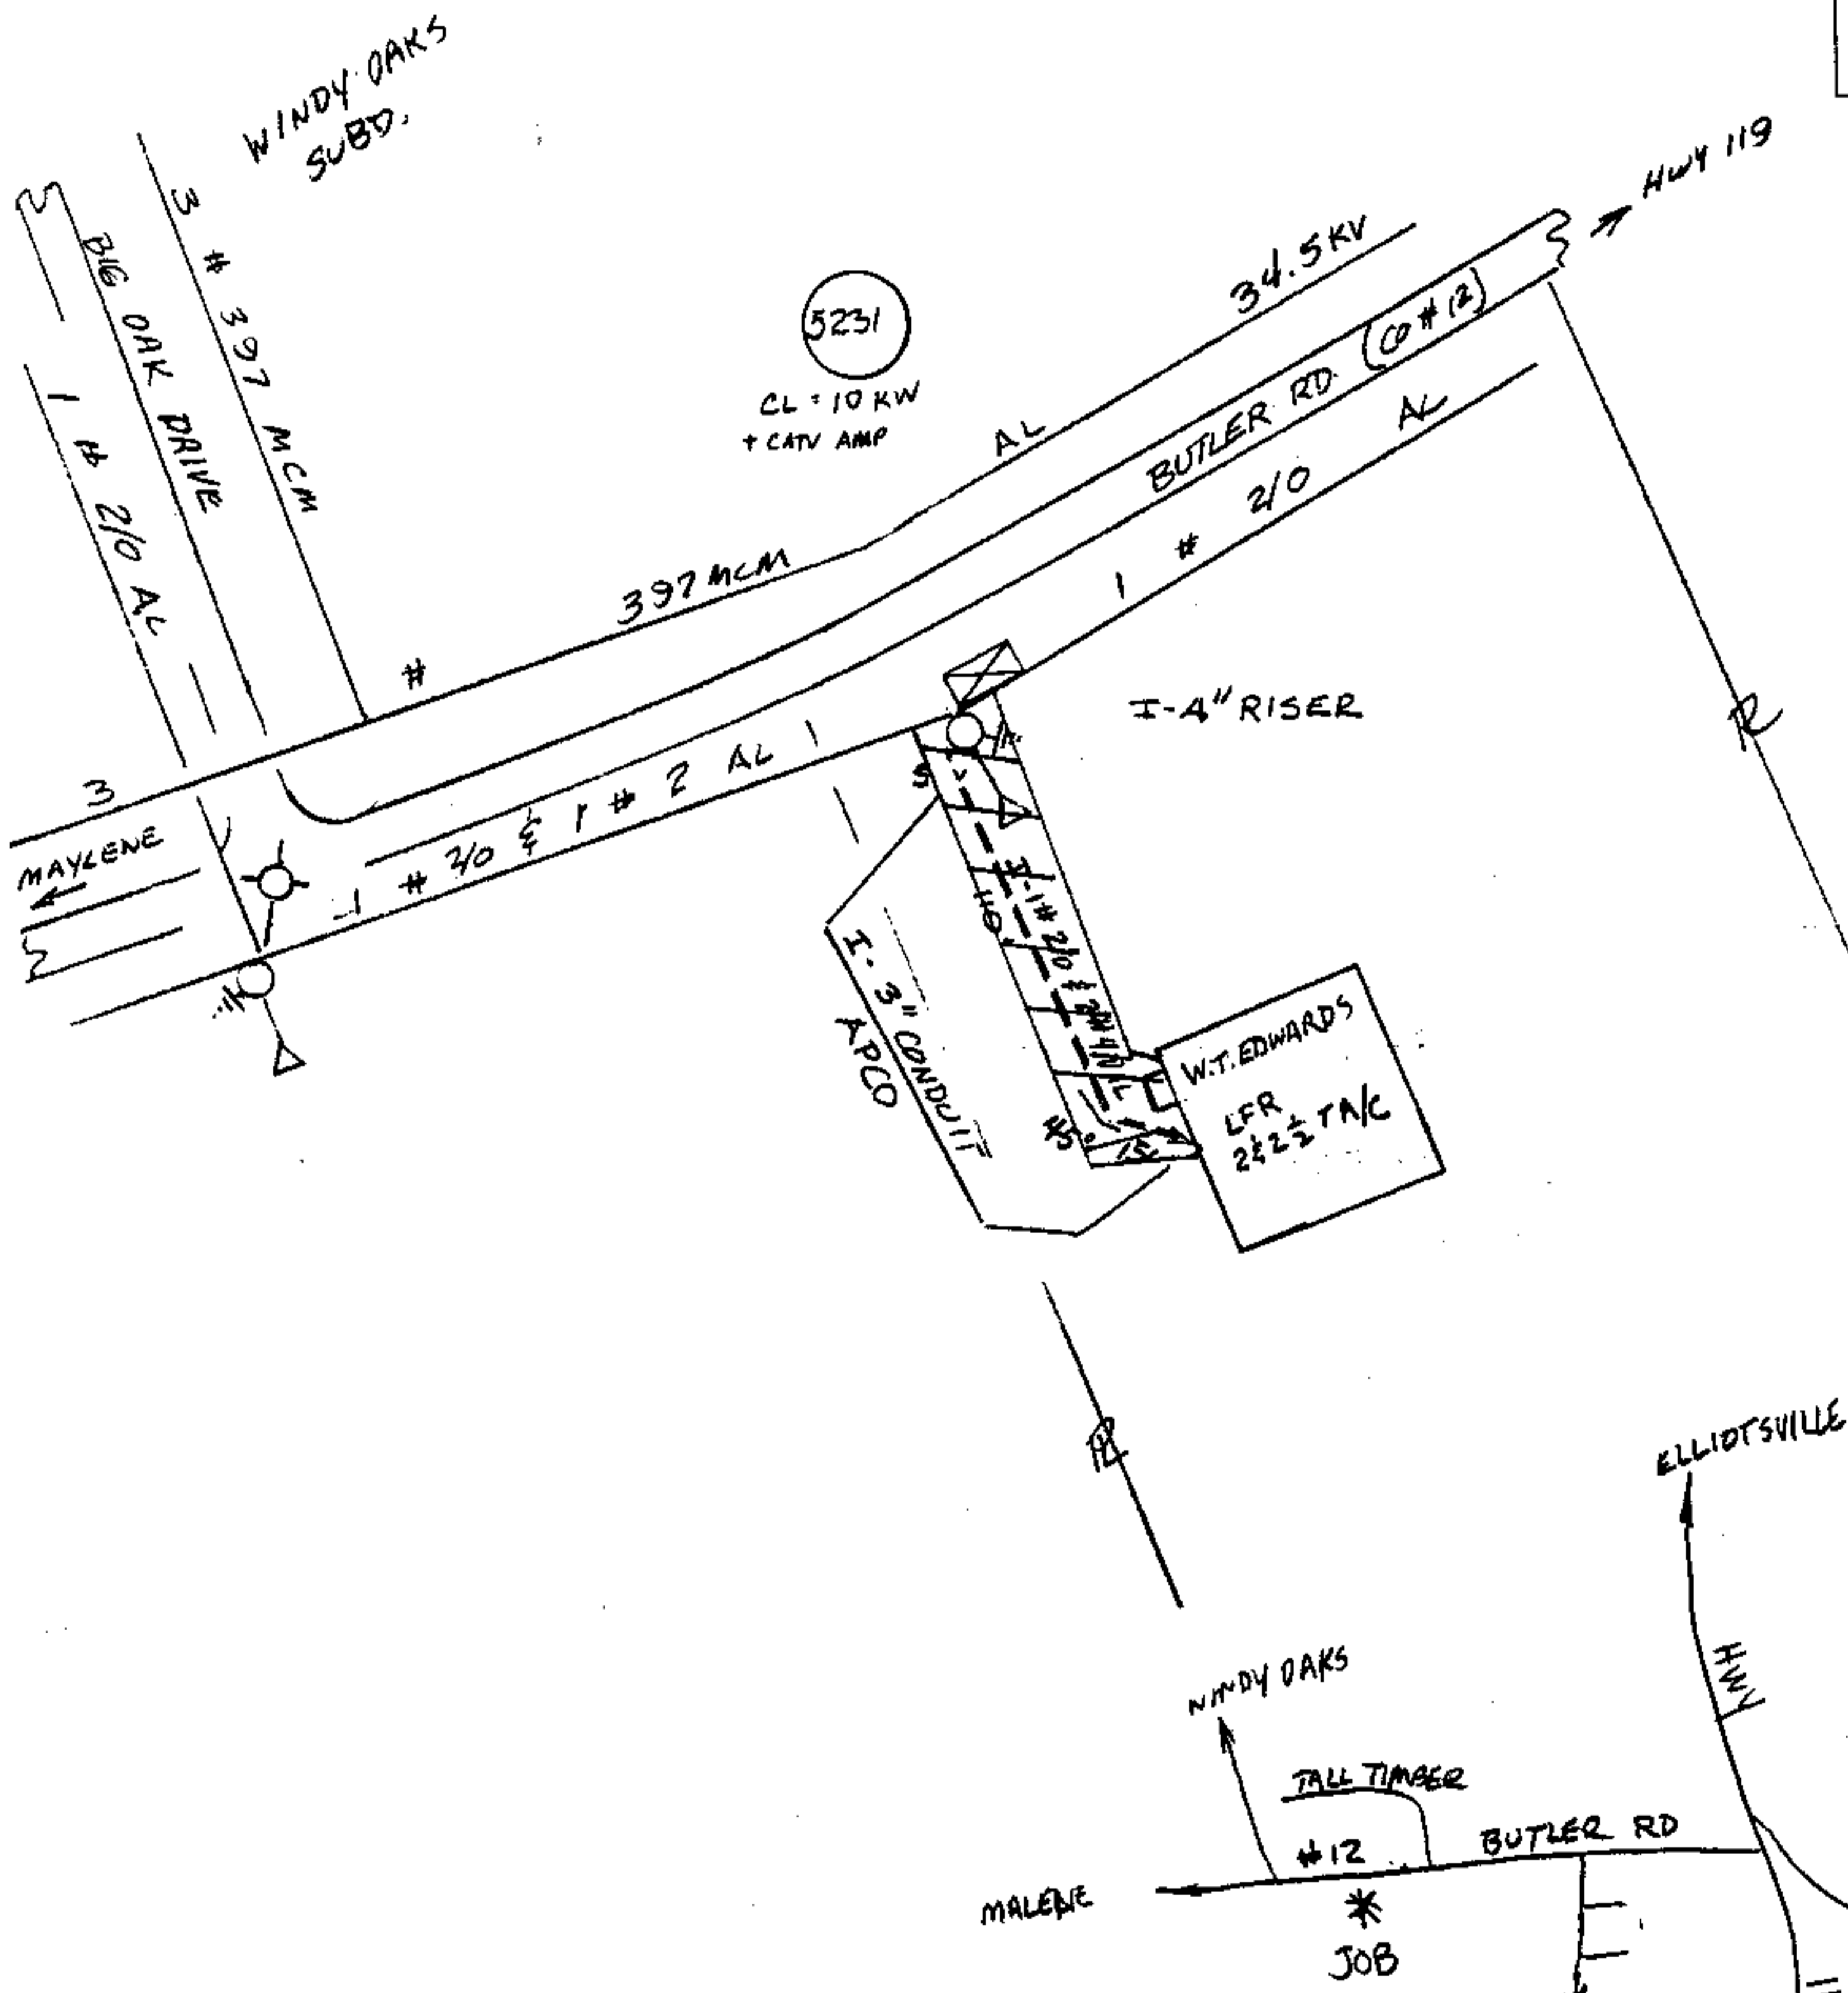 WINDY OAKS
SUBD.
3 # 397 MCM
BIG OAK DRIVE
1 # 2/0 AL
HWY 119
34.5KV
5231
CL = 10 KW
+ CATV AMP
AL
BUTLER RD. (CO # 12)
1 # 2/0 AL
397 MCM
#
3
MAYLENE
1 # 2/0 & 1 # 2 AL
I-4" RISER
I-3" CONDUIT
APCO
W.T. EDWARDS
LFR
2 & 2 1/2 T A/C
ELLIOTSVILLE
HWY
WINDY OAKS
TALL TIMBER
#12
BUTLER RD
MALENE
JOB